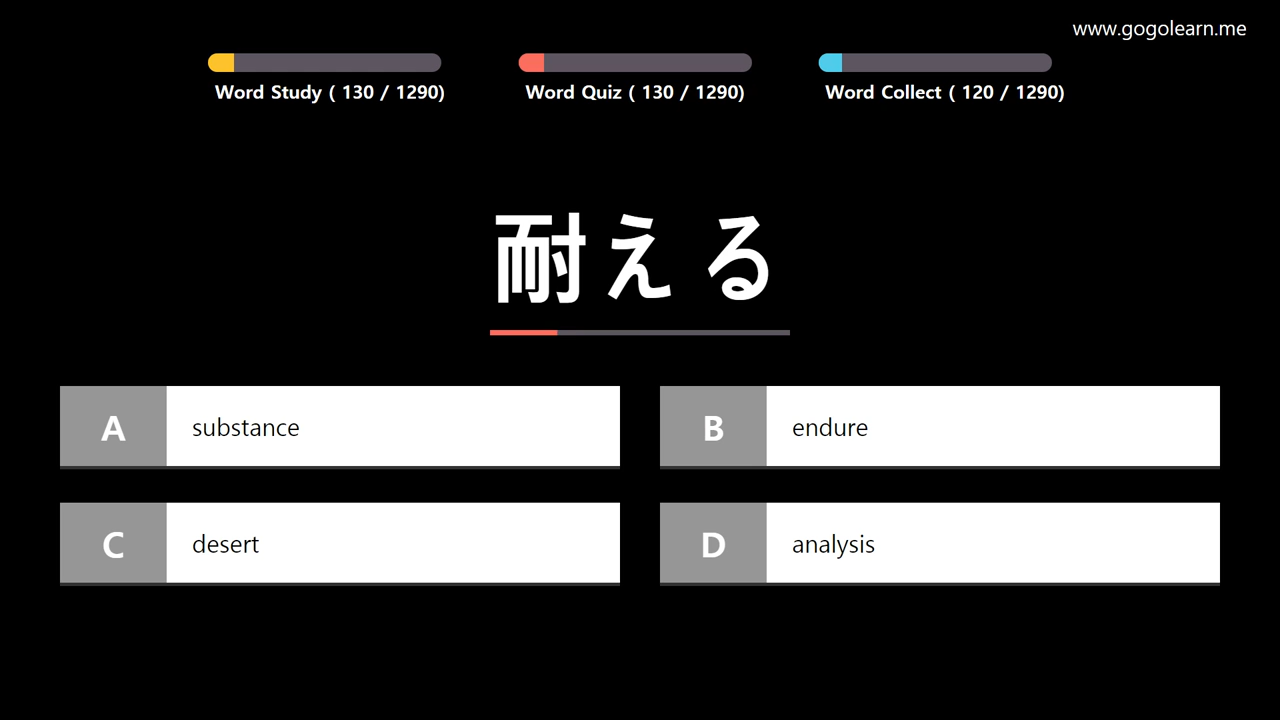 www.gogolearn.me
Word Study ( 130 / 1290)
Word Quiz ( 130 / 1290)
Word Collect ( 120 / 1290)
耐える
A substance
B endure
C desert
D analysis